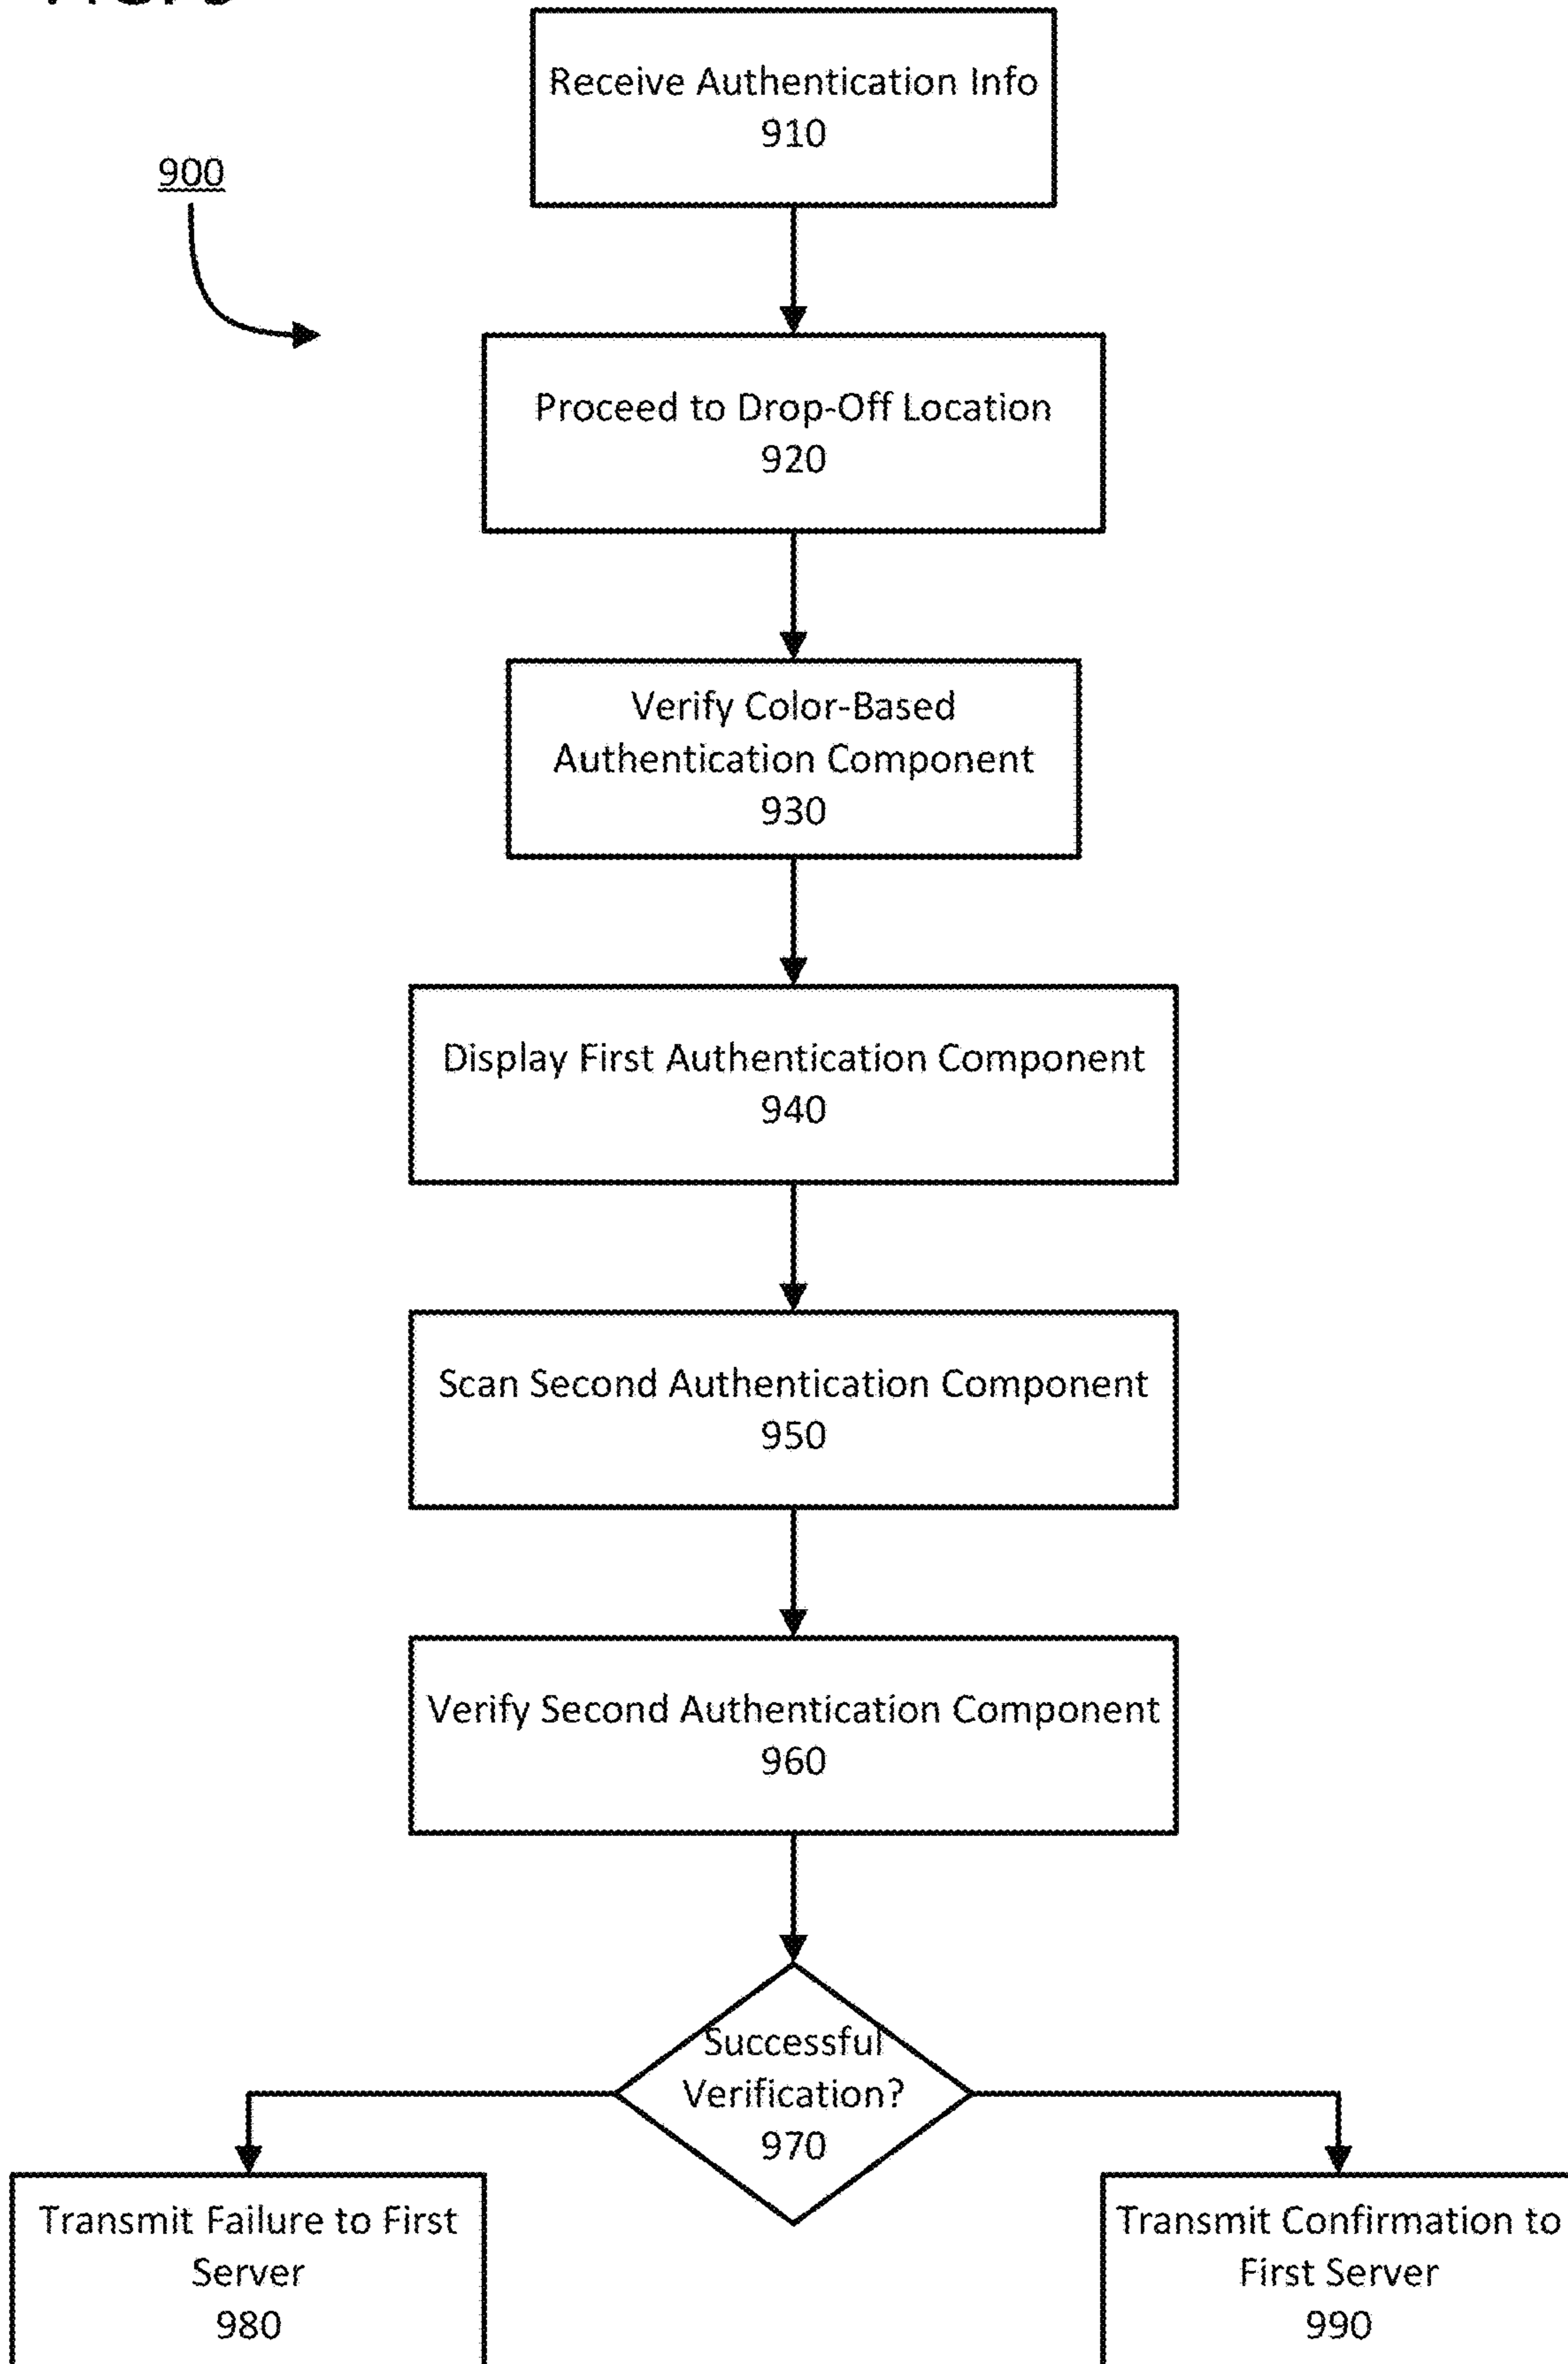 Receive Authentication Info
910
900
Proceed to Drop-Off Location
920
Verify Color-Based
Authentication Component
930
Display First Authentication Component
940
Scan Second Authentication Component
950
Verify Second Authentication Component
960
Successful
Verification?
970
Transmit Failure to First
Server
980
Transmit Confirmation to
First Server
990